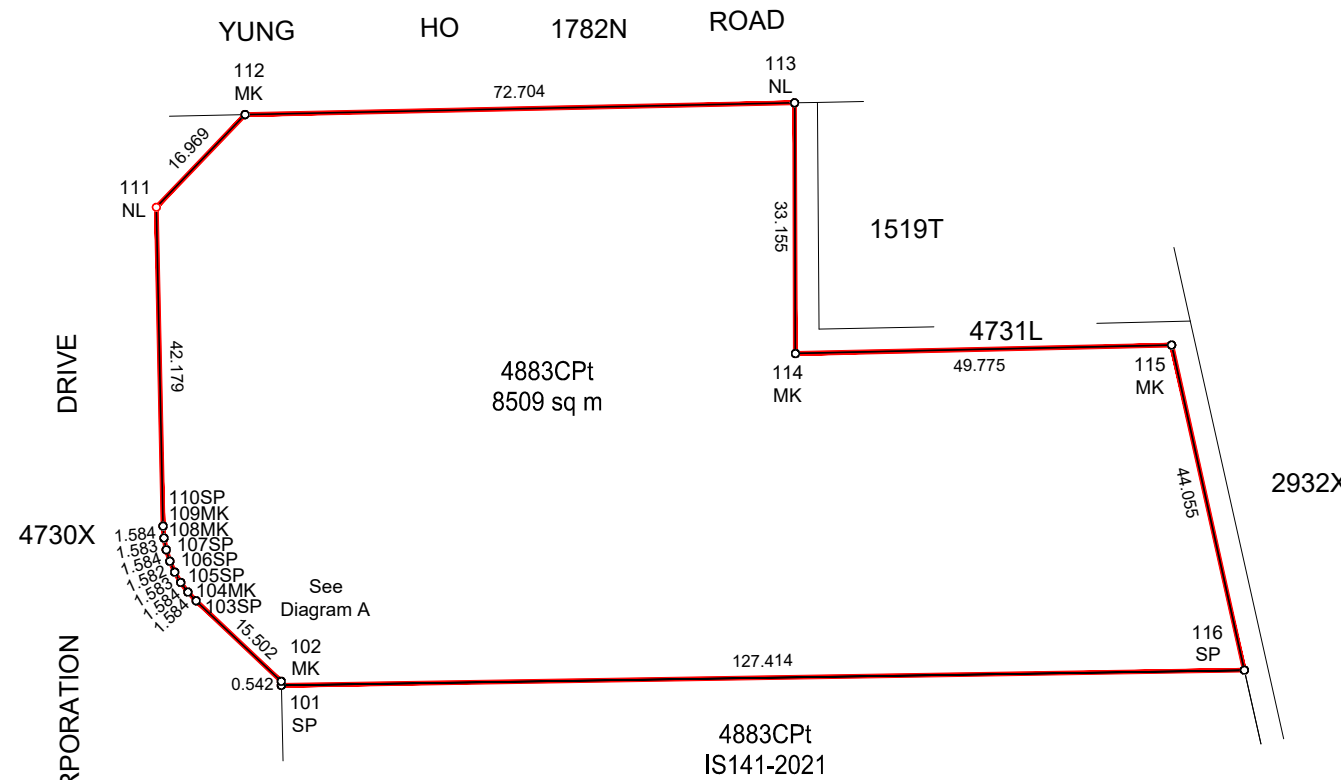 YUNG HO 1782N ROAD
112
MK
72.704
113
NL
16.969
111
NL
33.155
1519T
42.179
DRIVE
4731L
4883CPt
8509 sq m
114
MK
49.775
115
MK
44.055
2932X
4730X
110SP
109MK
108MK
107SP
106SP
105SP
104MK
103SP
1.584
1.583
1.584
1.582
1.583
1.584
1.584
See
Diagram A
15.502
102
MK
0.542
101
SP
127.414
116
SP
RPORATION
4883CPt
IS141-2021